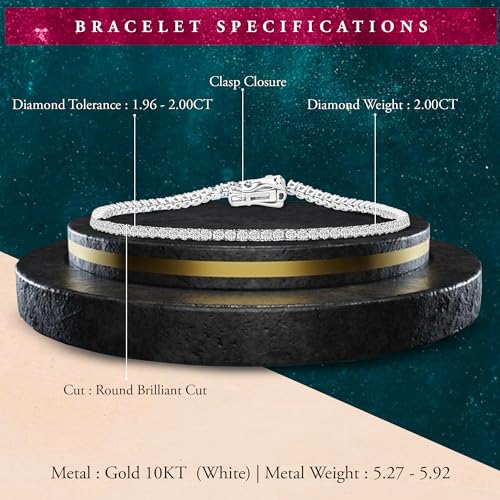 BRACELET SPECIFICATIONS
Clasp Closure
Diamond Tolerance : 1.96 - 2.00CT
Diamond Weight : 2.00CT
Cut : Round Brilliant Cut
Metal : Gold 10KT (White) | Metal Weight : 5.27 - 5.92